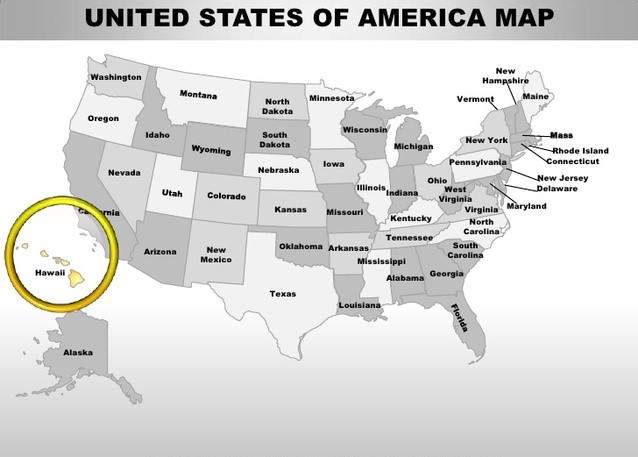 UNITED STATES OF AMERICA MAP
Washington
Montana
North
Dakota
Minnesota
New
Hampshire
Maine
Vermont
Oregon
Idaho
Wyoming
South
Dakota
Wisconsin
Michigan
New York
Mass
Rhode Island
Connecticut
Nevada
Utah
Colorado
Nebraska
Iowa
Illinois
Indiana
Ohio
Pennsylvania
New Jersey
Delaware
Maryland
West
Virginia
Virginia
California
Kansas
Missouri
Kentucky
North
Carolina
Tennessee
Arizona
New
Mexico
Oklahoma
Arkansas
South
Carolina
Mississippi
Alabama
Georgia
Hawaii
Texas
Louisiana
Florida
Alaska